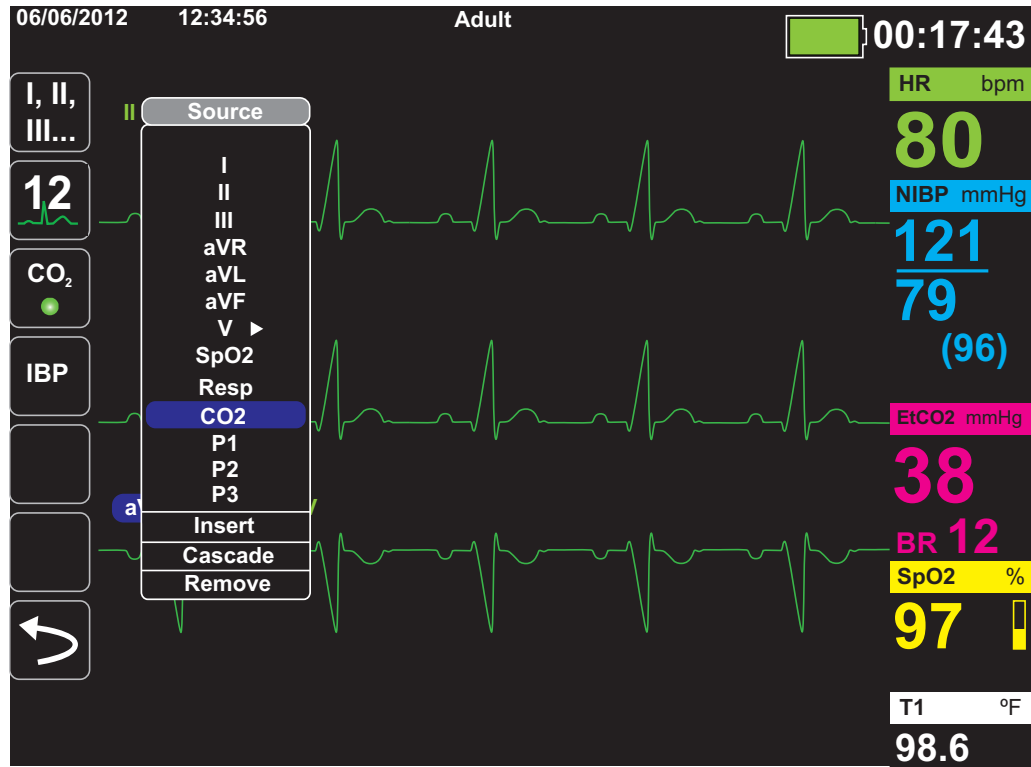 06/06/2012 12:34:56 Adult 00:17:43
I, II,
III...
12
CO₂
IBP
II
Source
I
II
III
aVR
aVL
aVF
V ▶
SpO2
Resp
CO2
P1
P2
P3
Insert
Cascade
Remove
HR bpm
80
NIBP mmHg
121
79
(96)
EtCO2 mmHg
38
BR 12
SpO2 %
97
T1 ºF
98.6